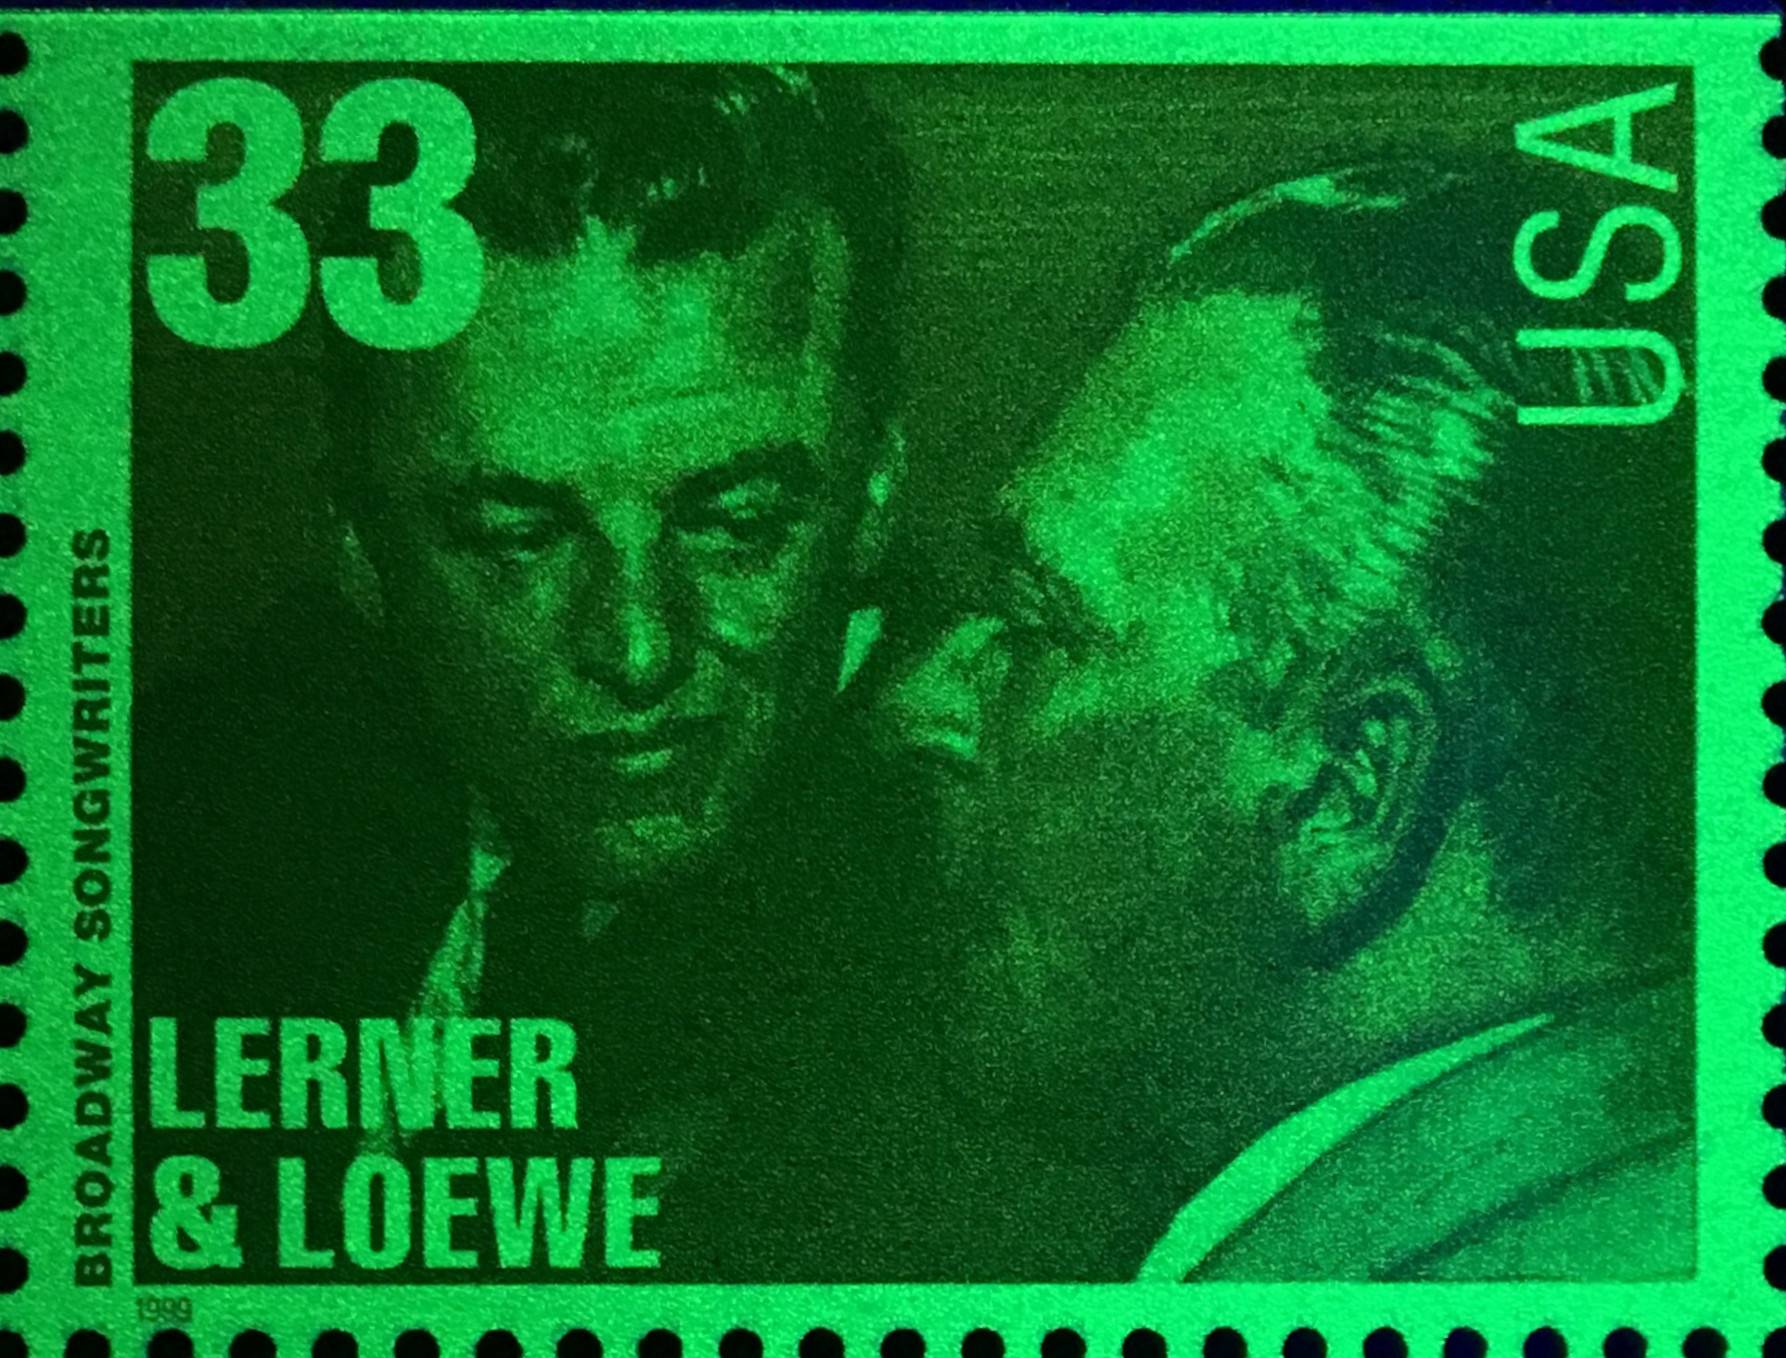 33
USA
BROADWAY SONGWRITERS
LERNER
& LOEWE
1999